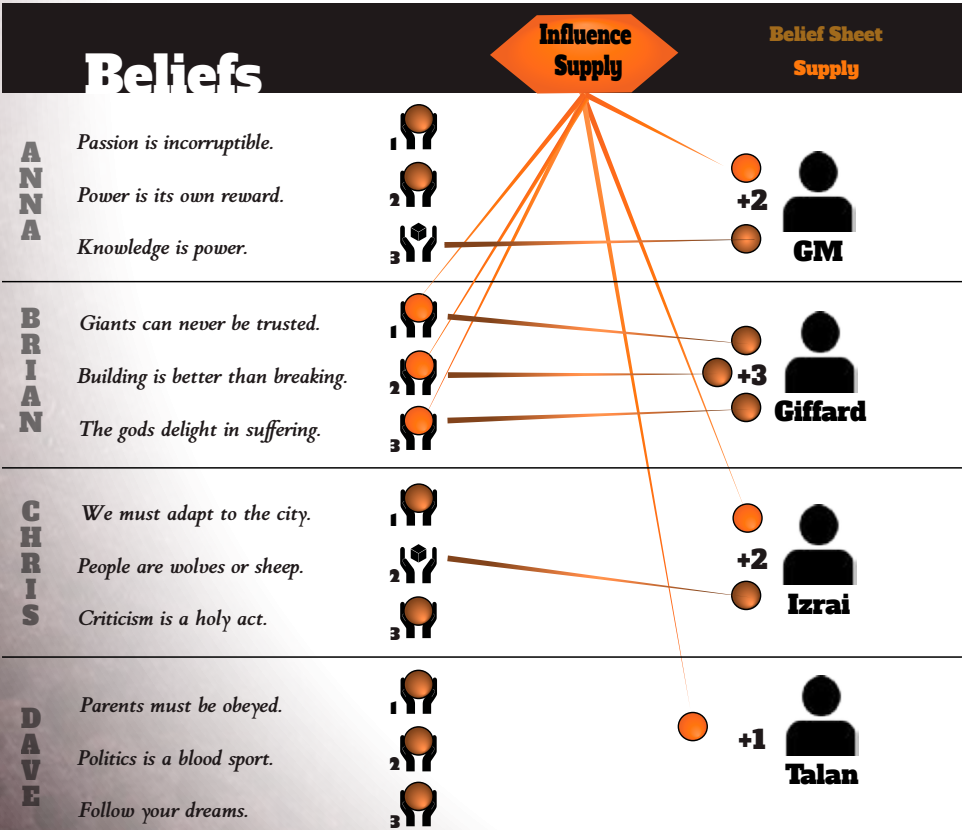 Beliefs
Influence
Supply
Belief Sheet
Supply
ANNA
Passion is incorruptible.
1
Power is its own reward.
2
Knowledge is power.
3
+2
GM
BRIAN
Giants can never be trusted.
1
Building is better than breaking.
2
The gods delight in suffering.
3
+3
Giffard
CHRIS
We must adapt to the city.
1
People are wolves or sheep.
2
Criticism is a holy act.
3
+2
Izrai
DAVE
Parents must be obeyed.
1
Politics is a blood sport.
2
Follow your dreams.
3
+1
Talan